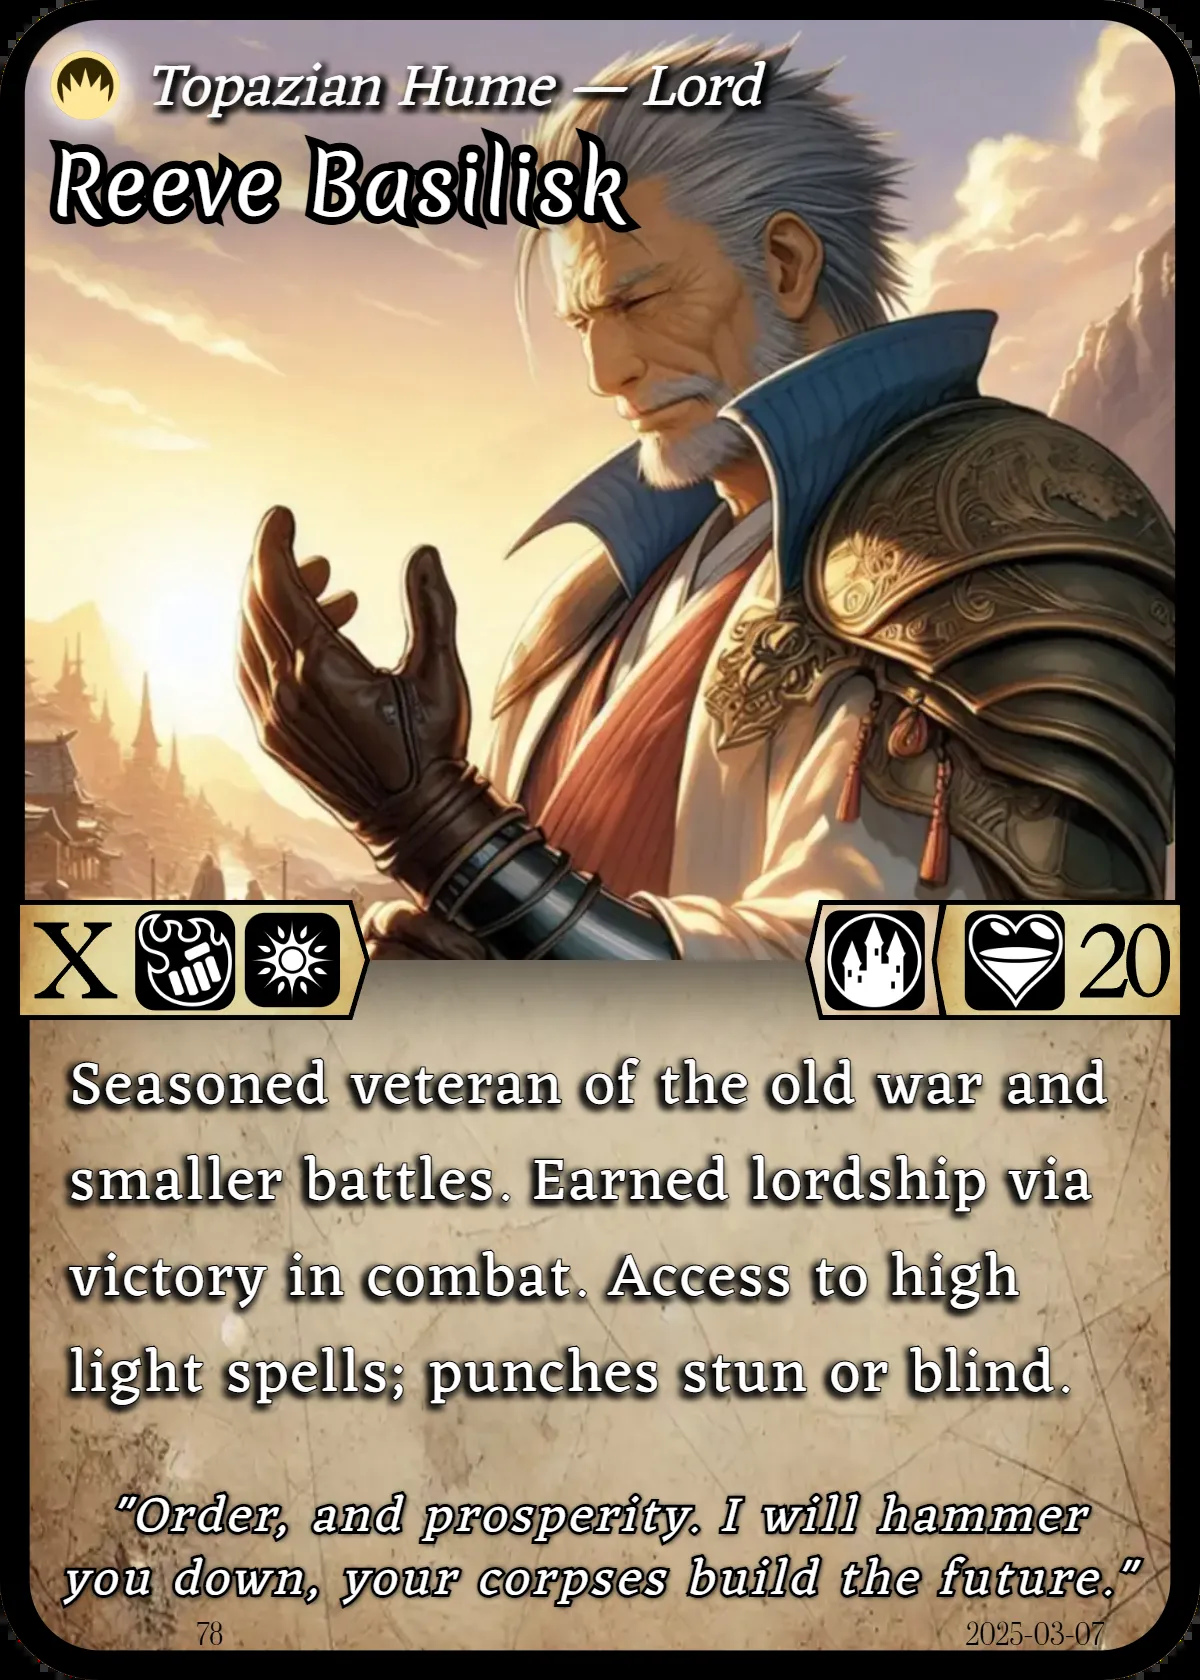 Topazian Hume — Lord
Reeve Basilisk
X
20
Seasoned veteran of the old war and
smaller battles. Earned lordship via
victory in combat. Access to high
light spells; punches stun or blind.
"Order, and prosperity. I will hammer
you down, your corpses build the future."
78 2025-03-07